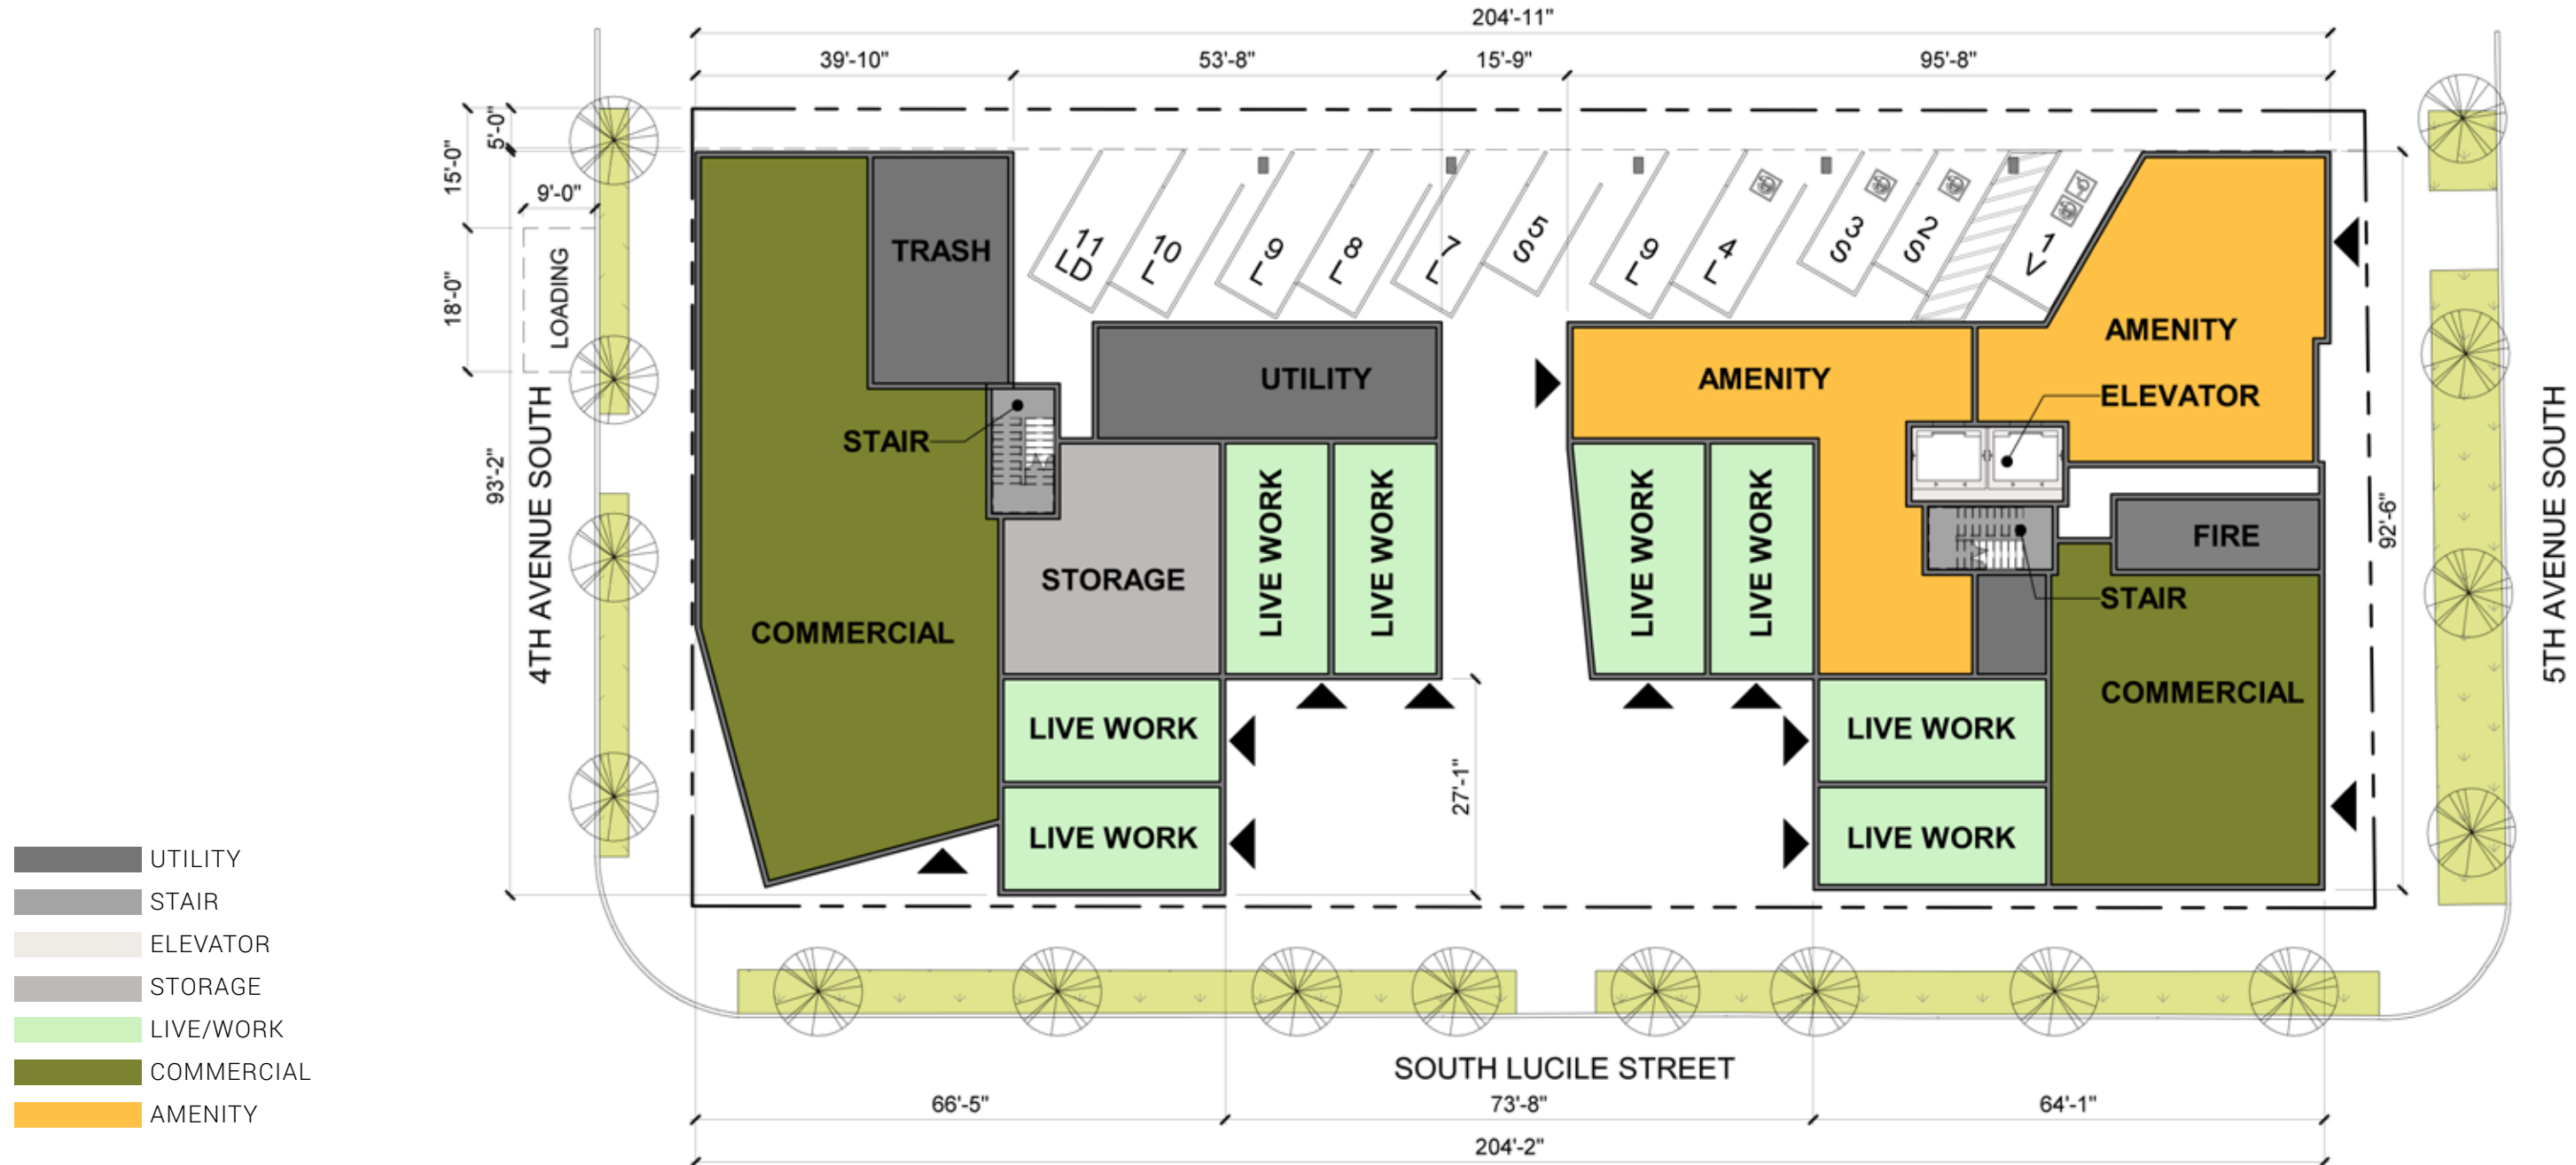 204'-11"
39'-10"
53'-8"
15'-9"
95'-8"
5'-0"
15'-0"
9'-0"
18'-0"
LOADING
93'-2"
4TH AVENUE SOUTH
TRASH
11
LD
10
L
9
L
8
L
7
L
5
S
9
L
4
L
3
S
2
S
1
V
AMENITY
UTILITY
AMENITY
ELEVATOR
STAIR
LIVE WORK
LIVE WORK
LIVE WORK
LIVE WORK
FIRE
92'-6"
5TH AVENUE SOUTH
STORAGE
STAIR
COMMERCIAL
COMMERCIAL
LIVE WORK
LIVE WORK
27'-1"
LIVE WORK
LIVE WORK
UTILITY
STAIR
ELEVATOR
STORAGE
LIVE/WORK
COMMERCIAL
AMENITY
SOUTH LUCILE STREET
66'-5"
73'-8"
64'-1"
204'-2"